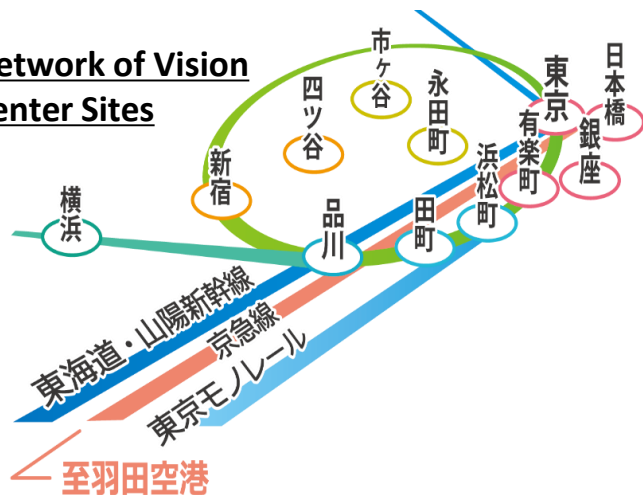 etwork of Vision
enter Sites
市ヶ谷
四ツ谷
永田町
東京
日本橋
有楽町
銀座
浜松町
新宿
横浜
品川
田町
東海道・山陽新幹線
京急線
東京モノレール
至羽田空港